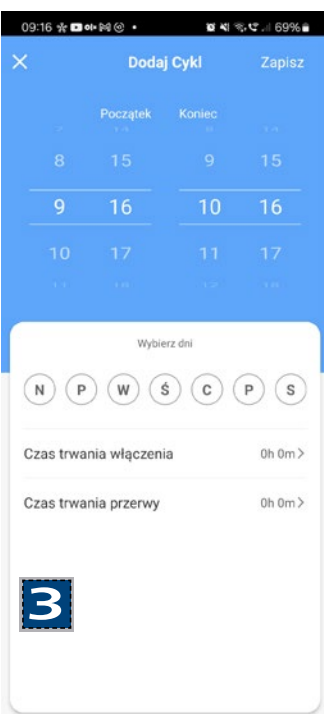 09:16 69%
Dodaj Cykl Zapisz
Początek Koniec
8 15 9 15
9 16 10 16
10 17 11 17
Wybierz dni
N P W Ś C P S
Czas trwania włączenia 0h 0m >
Czas trwania przerwy 0h 0m >
3